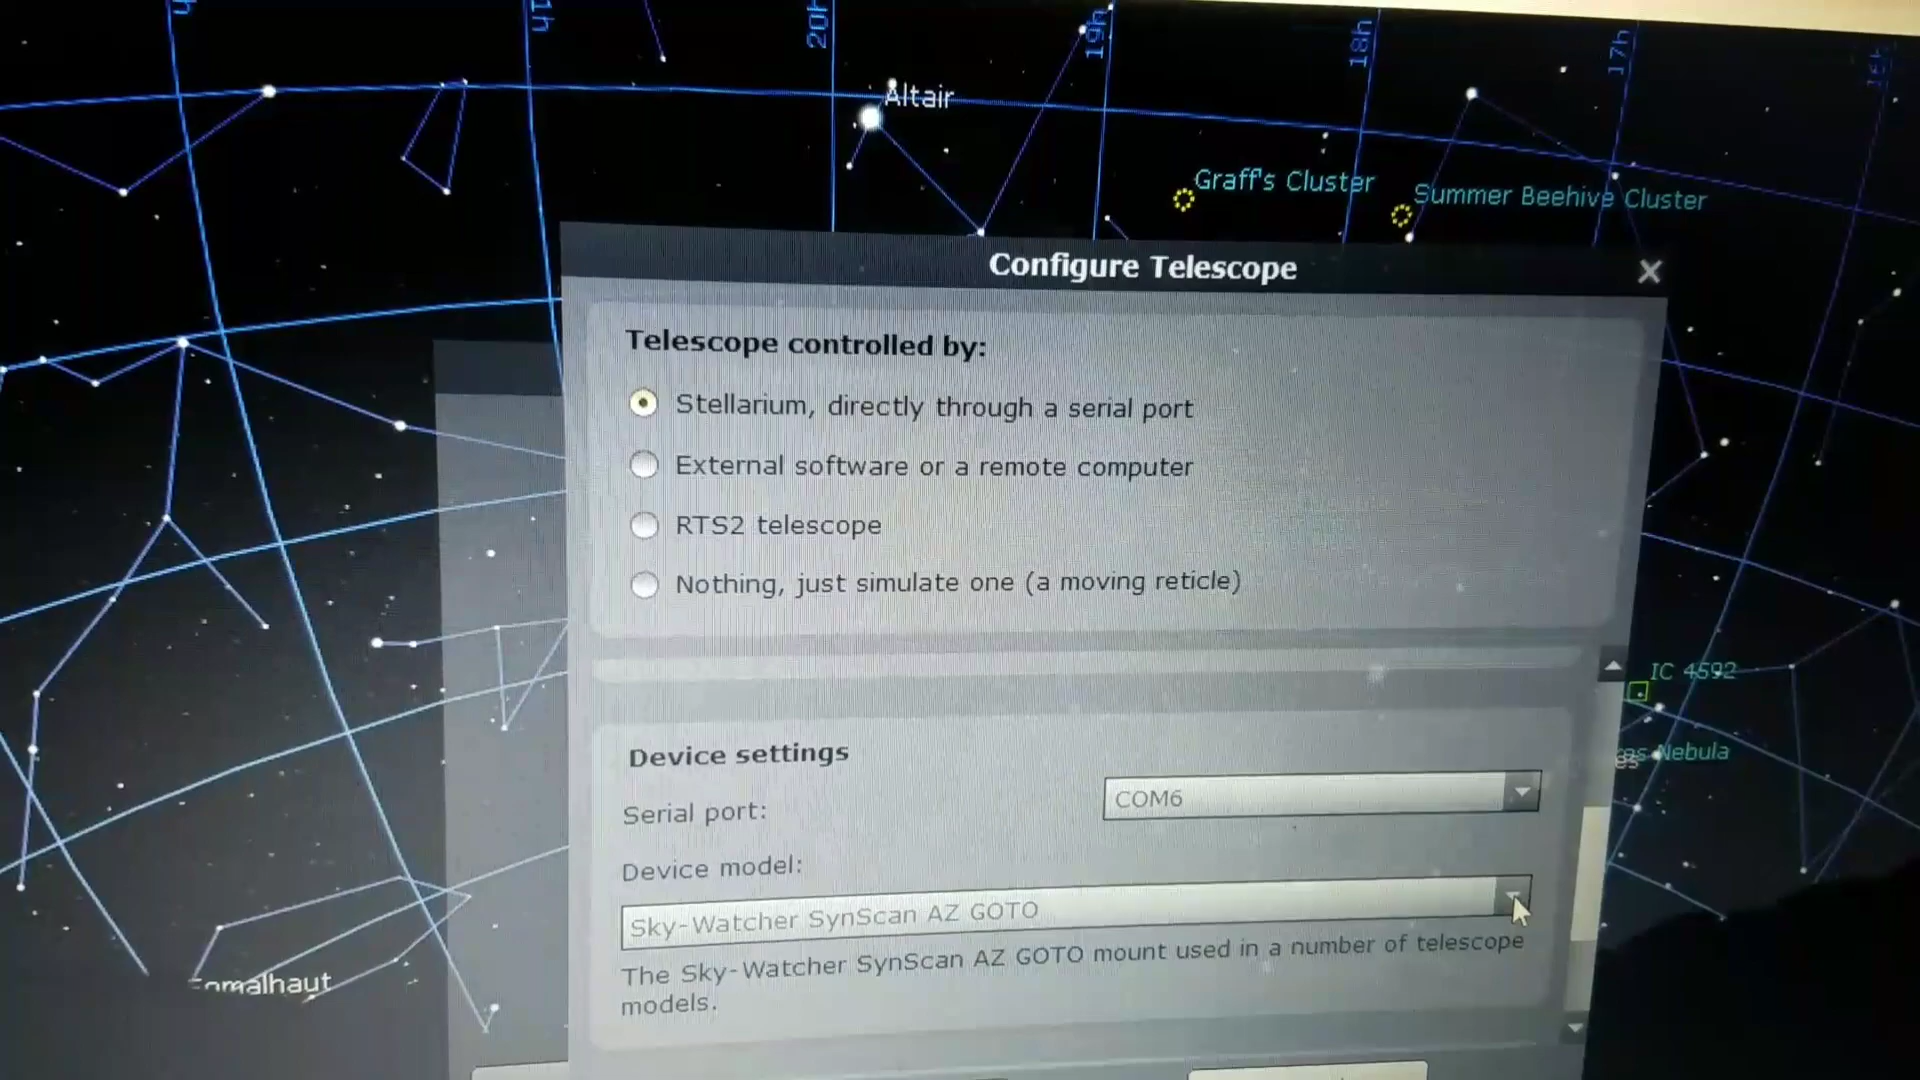 20h
19h
18h
17h
16h
Altair
Graff's Cluster
Summer Beehive Cluster
Configure Telescope
Telescope controlled by:
Stellarium, directly through a serial port
External software or a remote computer
RTS2 telescope
Nothing, just simulate one (a moving reticle)
IC 4592
Nebula
Device settings
Serial port:
COM6
Device model:
Sky-Watcher SynScan AZ GOTO
The Sky-Watcher SynScan AZ GOTO mount used in a number of telescope
models.
Fomalhaut